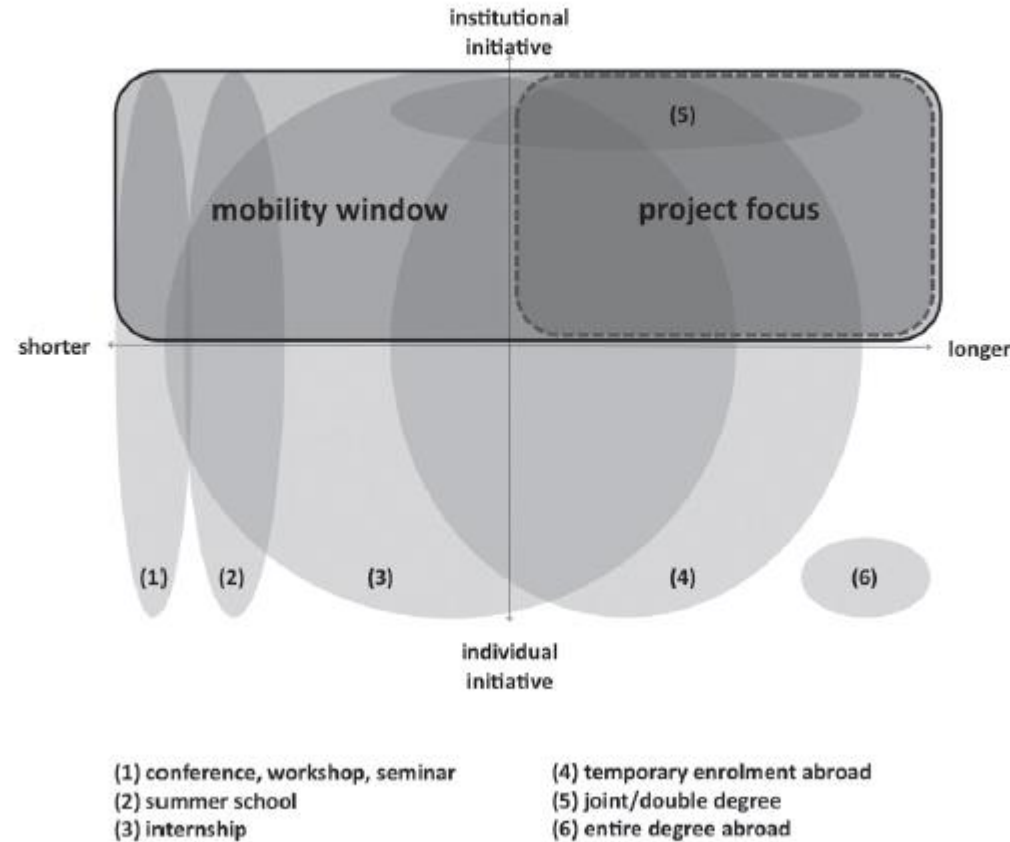 institutional
initiative
(5)
mobility window
project focus
shorter
longer
(1)
(2)
(3)
(4)
(6)
individual
initiative
(1) conference, workshop, seminar
(2) summer school
(3) internship
(4) temporary enrolment abroad
(5) joint/double degree
(6) entire degree abroad